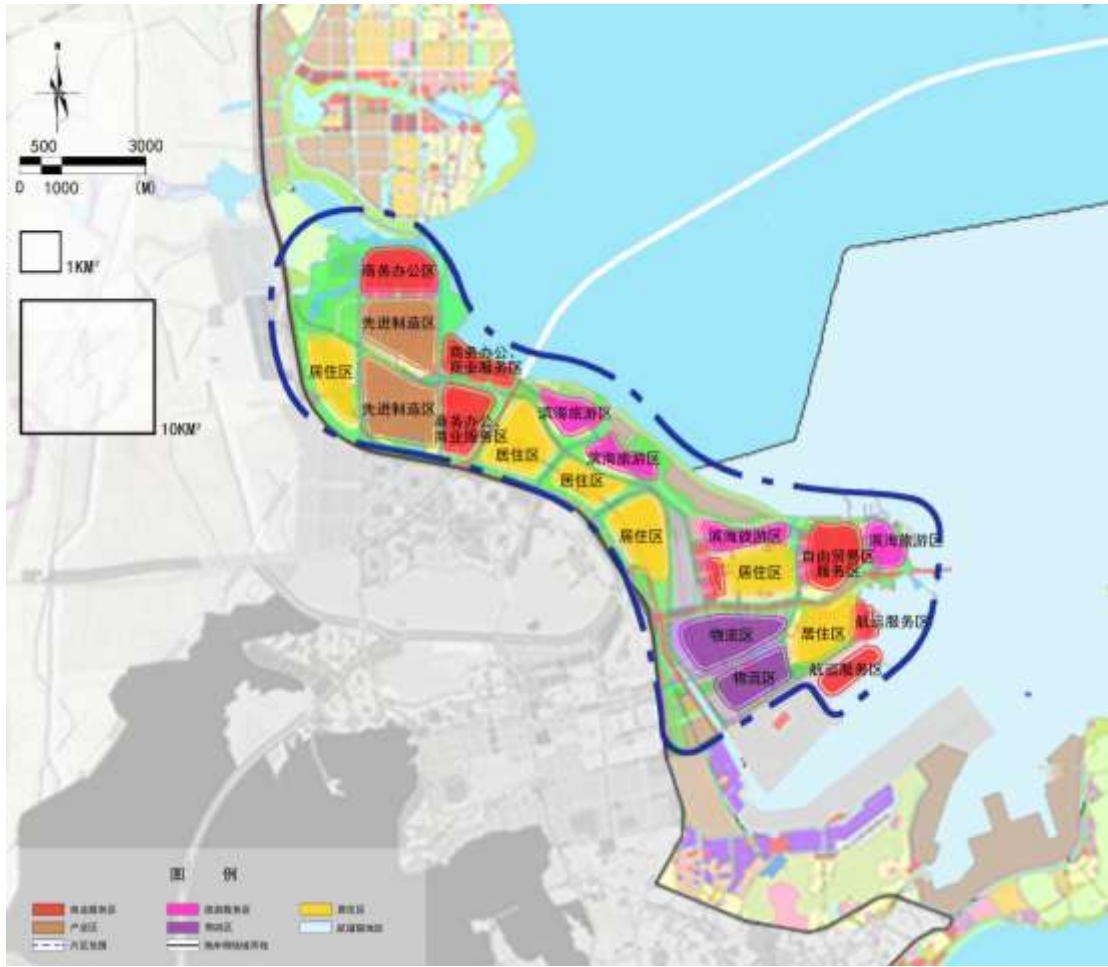 N
500 3000
0 1000 (M)
1KM²
10KM²
商务办公区
先进制造区
商务办公、
商业服务区
居住区
先进制造区
商务办公、
商业服务区
滨海旅游区
居住区
滨海旅游区
居住区
居住区
滨海旅游区
自由贸易区
服务区
滨海旅游区
居住区
物流区
居住区
航运服务区
物流区
航运服务区
图 例
商业服务区
旅游服务区
居住区
产业区
物流区
片区范围